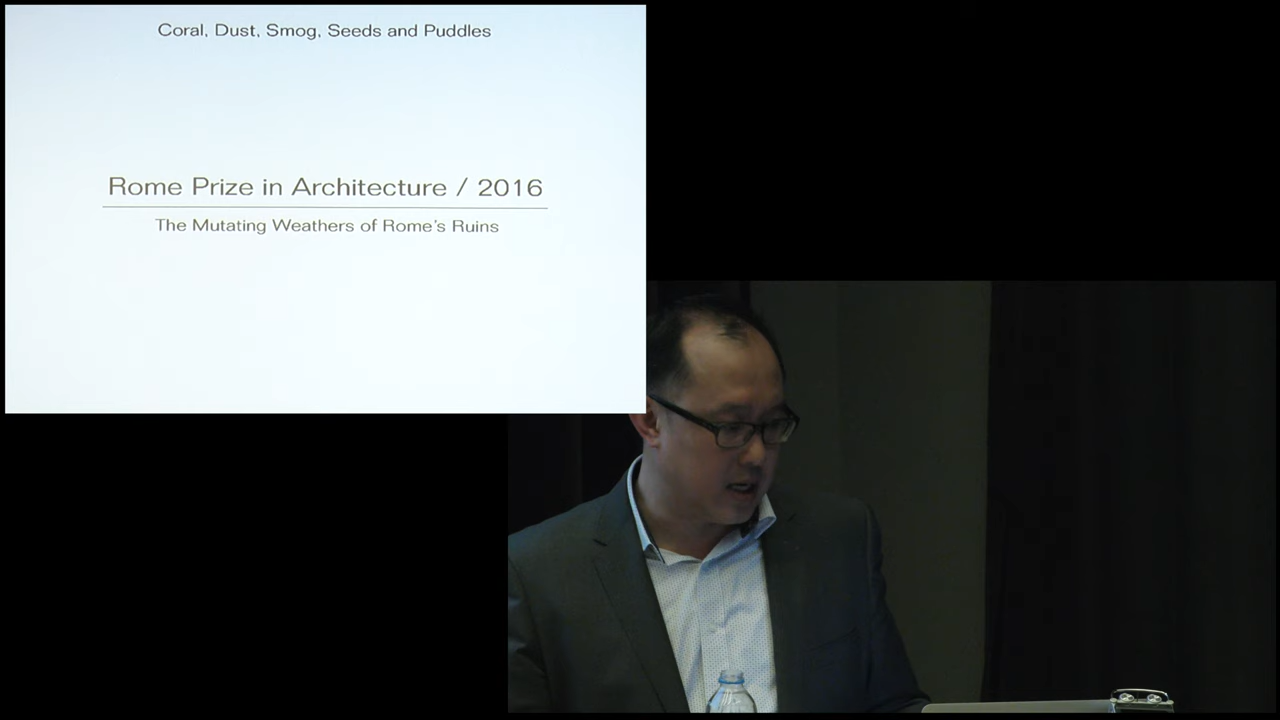 Coral, Dust, Smog, Seeds and Puddles
Rome Prize in Architecture / 2016
The Mutating Weathers of Rome's Ruins